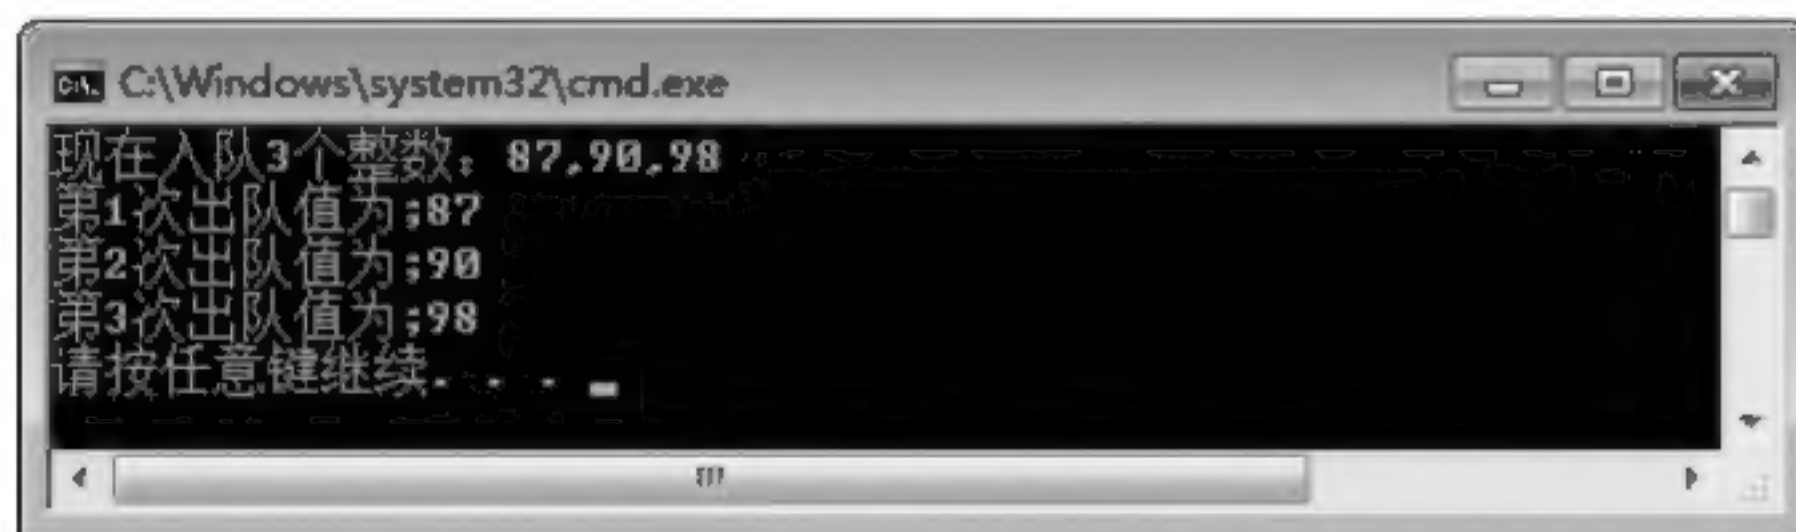 C:\Windows\system32\cmd.exe
现在入队3个整数：87,90,98
第1次出队值为;87
第2次出队值为;90
第3次出队值为;98
请按任意键继续. . .